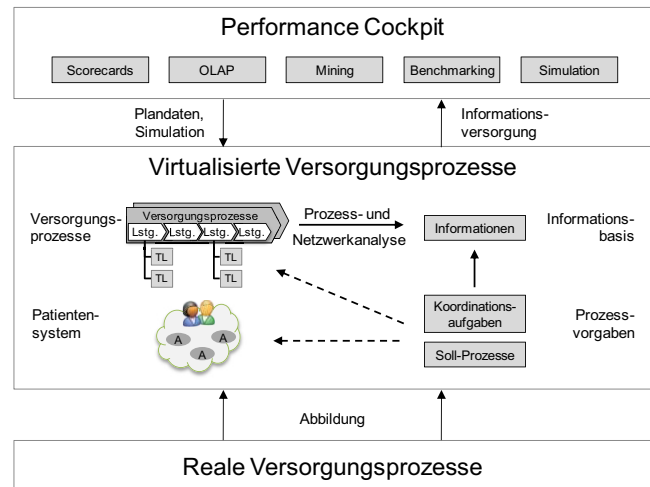 Performance Cockpit
Scorecards OLAP Mining Benchmarking Simulation
Plandaten,
Simulation
Informations-
versorgung
Virtualisierte Versorgungsprozesse
Versorgungs-
prozesse
Versorgungsprozesse
Lstg. Lstg. Lstg. Lstg.
TL TL
TL TL
Prozess- und
Netzwerkanalyse
Informationen
Informations-
basis
Patienten-
system
A A A
Koordinations-
aufgaben
Soll-Prozesse
Prozess-
vorgaben
Abbildung
Reale Versorgungsprozesse